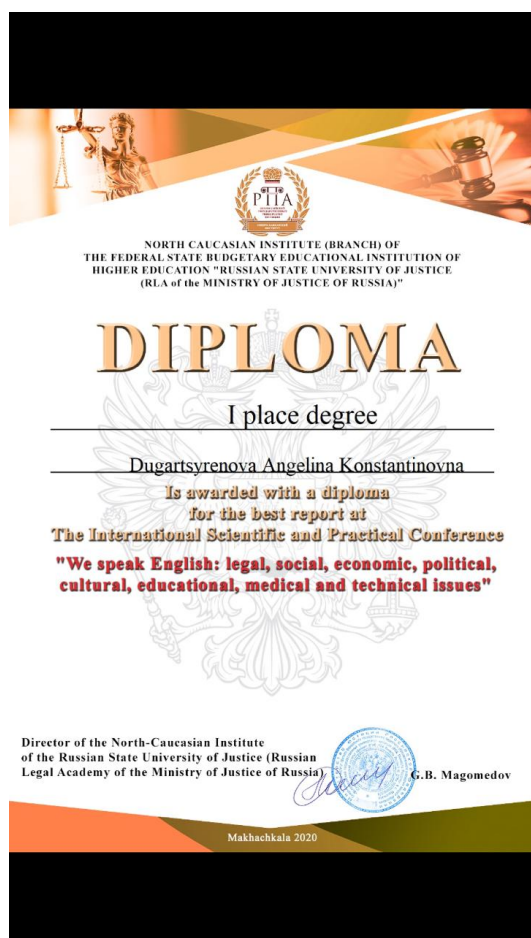 РПА
NORTH CAUCASIAN INSTITUTE (BRANCH) OF
THE FEDERAL STATE BUDGETARY EDUCATIONAL INSTITUTION OF
HIGHER EDUCATION "RUSSIAN STATE UNIVERSITY OF JUSTICE
(RLA of the MINISTRY OF JUSTICE OF RUSSIA)"
DIPLOMA
I place degree
Dugartsyrenova Angelina Konstantinovna
Is awarded with a diploma
for the best report at
The International Scientific and Practical Conference
"We speak English: legal, social, economic, political,
cultural, educational, medical and technical issues"
Director of the North-Caucasian Institute
of the Russian State University of Justice (Russian
Legal Academy of the Ministry of Justice of Russia)
G.B. Magomedov
Makhachkala 2020